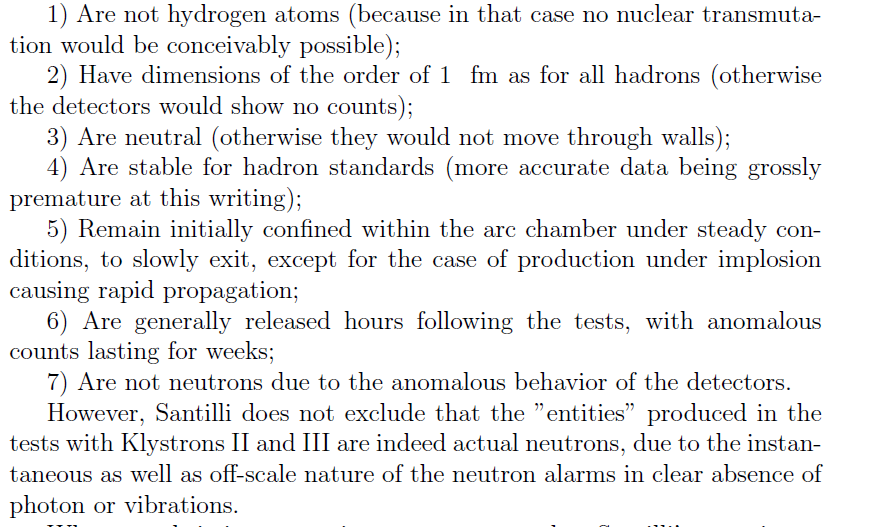 1) Are not hydrogen atoms (because in that case no nuclear transmuta-
tion would be conceivably possible);
2) Have dimensions of the order of 1 fm as for all hadrons (otherwise
the detectors would show no counts);
3) Are neutral (otherwise they would not move through walls);
4) Are stable for hadron standards (more accurate data being grossly
premature at this writing);
5) Remain initially confined within the arc chamber under steady con-
ditions, to slowly exit, except for the case of production under implosion
causing rapid propagation;
6) Are generally released hours following the tests, with anomalous
counts lasting for weeks;
7) Are not neutrons due to the anomalous behavior of the detectors.
However, Santilli does not exclude that the ”entities” produced in the
tests with Klystrons II and III are indeed actual neutrons, due to the instan-
taneous as well as off-scale nature of the neutron alarms in clear absence of
photon or vibrations.